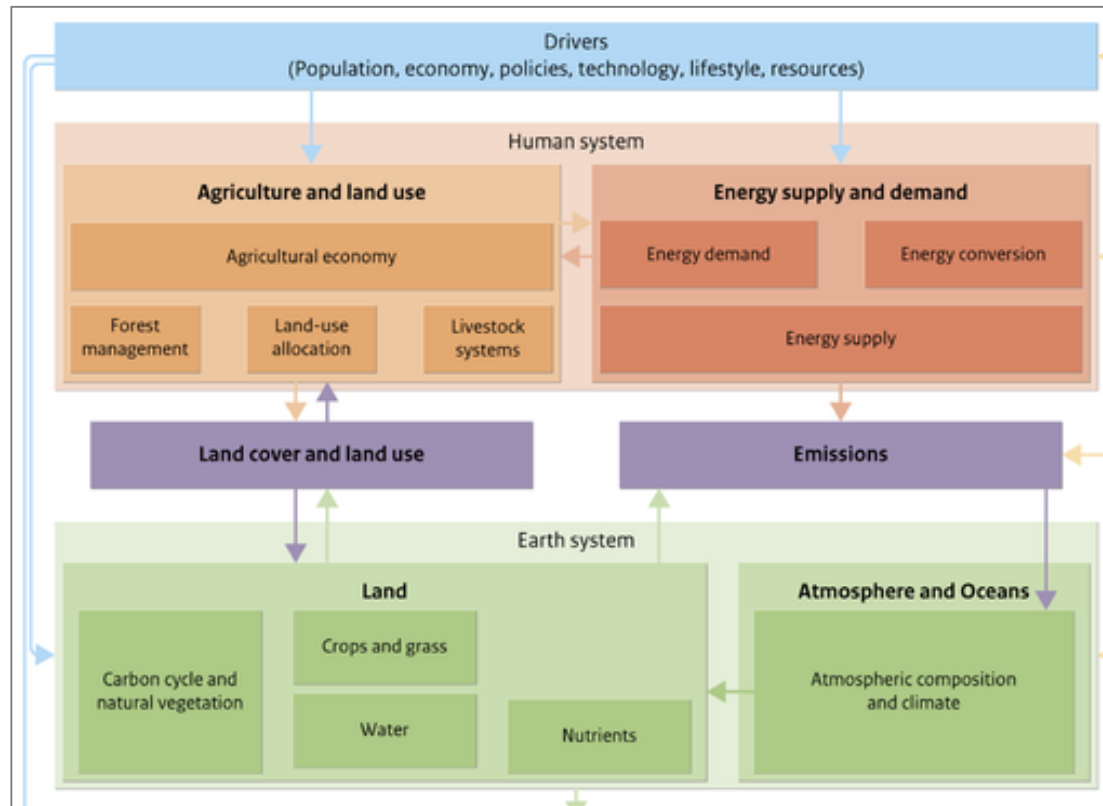 Drivers
(Population, economy, policies, technology, lifestyle, resources)
Human system
Agriculture and land use
Agricultural economy
Forest
management
Land-use
allocation
Livestock
systems
Energy supply and demand
Energy demand
Energy conversion
Energy supply
Land cover and land use
Emissions
Earth system
Land
Carbon cycle and
natural vegetation
Crops and grass
Water
Nutrients
Atmosphere and Oceans
Atmospheric composition
and climate